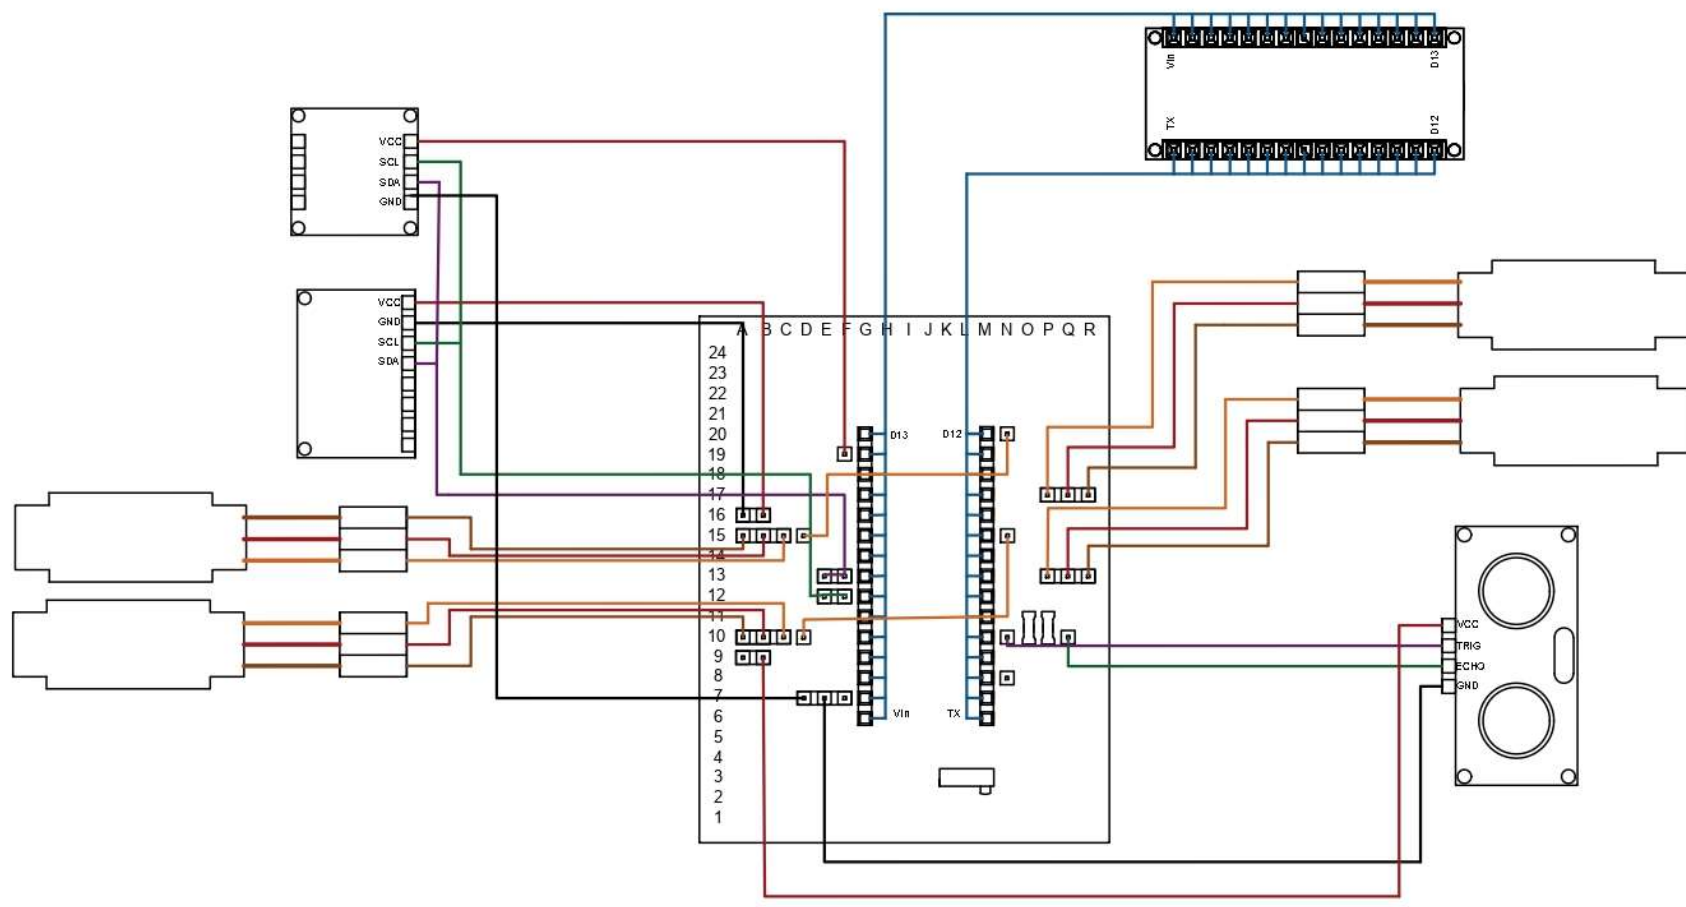 Vin
D13
TX
D12
VCC
SCL
SDA
GND
VCC
GND
SCL
SDA
A B C D E F G H I J K L M N O P Q R
24
23
22
21
20
D13
D12
19
18
17
16
15
14
13
12
11
10
9
8
7
6
Vin
TX
5
4
3
2
1
VCC
TRIG
ECHO
GND